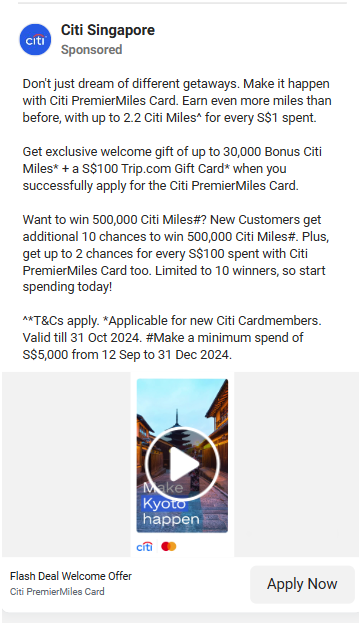 citi
Citi Singapore
Sponsored
Don't just dream of different getaways. Make it happen
with Citi PremierMiles Card. Earn even more miles than
before, with up to 2.2 Citi Miles^ for every S$1 spent.
Get exclusive welcome gift of up to 30,000 Bonus Citi
Miles* + a S$100 Trip.com Gift Card* when you
successfully apply for the Citi PremierMiles Card.
Want to win 500,000 Citi Miles#? New Customers get
additional 10 chances to win 500,000 Citi Miles#. Plus,
get up to 2 chances for every S$100 spent with Citi
PremierMiles Card too. Limited to 10 winners, so start
spending today!
^*T&Cs apply. *Applicable for new Citi Cardmembers.
Valid till 31 Oct 2024. #Make a minimum spend of
S$5,000 from 12 Sep to 31 Dec 2024.
Make
Kyoto
happen
citi
Flash Deal Welcome Offer
Citi PremierMiles Card
Apply Now